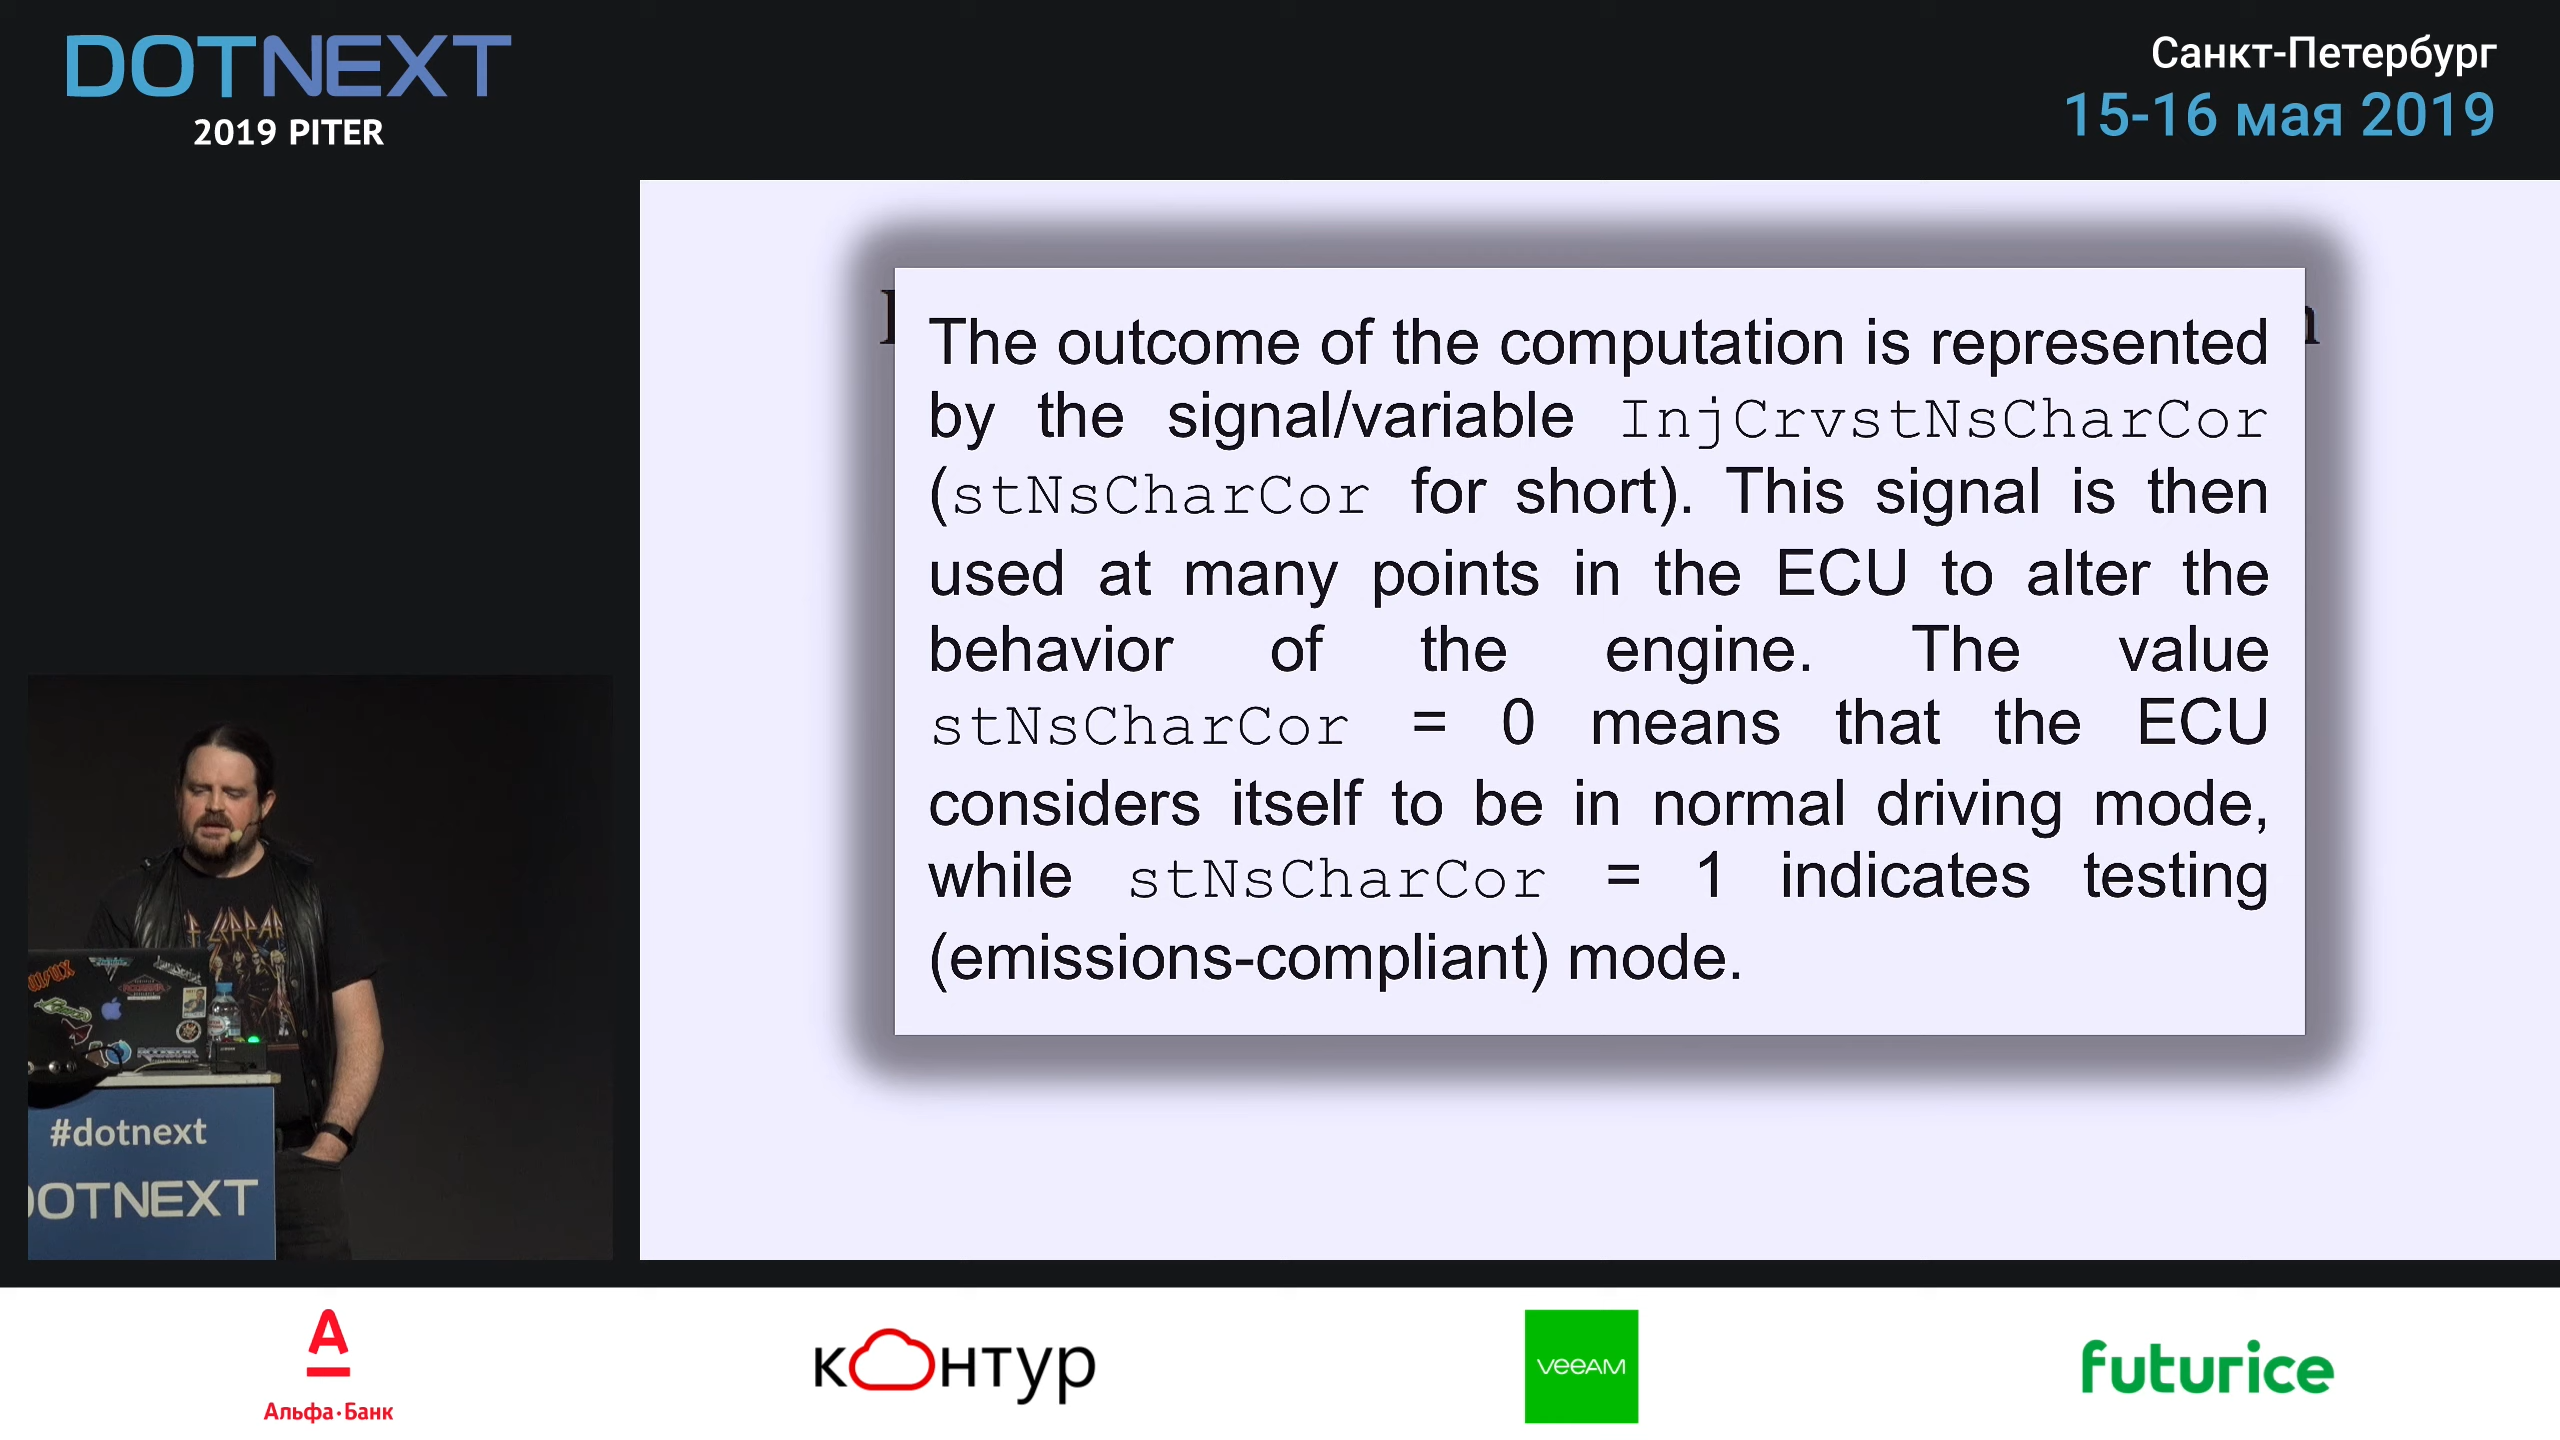 DOTNEXT
2019 PITER
Санкт-Петербург
15-16 мая 2019
The outcome of the computation is represented
by the signal/variable InjCrvstNsCharCor
(stNsCharCor for short). This signal is then
used at many points in the ECU to alter the
behavior of the engine. The value
stNsCharCor = 0 means that the ECU
considers itself to be in normal driving mode,
while stNsCharCor = 1 indicates testing
(emissions-compliant) mode.
#dotnext
DOTNEXT
Альфа·Банк
контур
veeAM
futurice